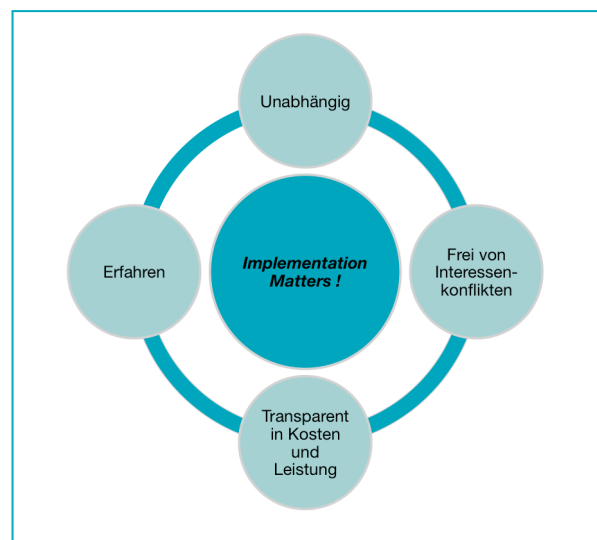 Unabhängig
Erfahren
Implementation
Matters !
Frei von
Interessen-
konflikten
Transparent
in Kosten
und
Leistung